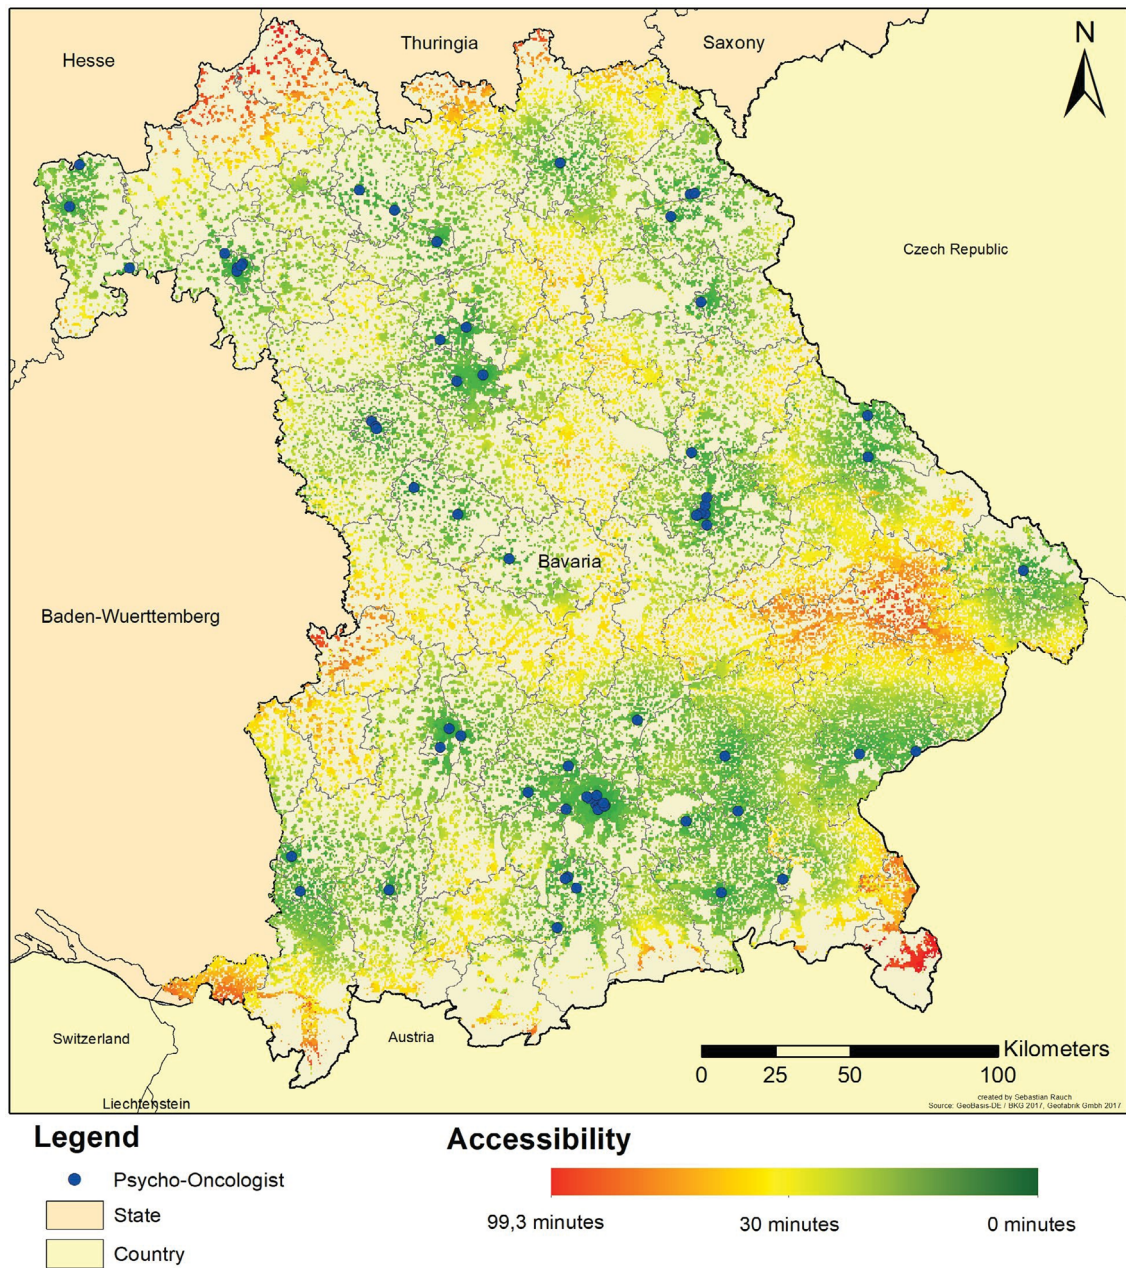 Hesse
Thuringia
Saxony
N
Czech Republic
Bavaria
Baden-Wuerttemberg
Switzerland
Austria
Liechtenstein
Kilometers
0 25 50 100
created by Sebastian Rauch
Source: GeoBasis-DE / BKG 2017, Geofabrik Gmbh 2017
Legend
Psycho-Oncologist
State
Country
Accessibility
99,3 minutes 30 minutes 0 minutes